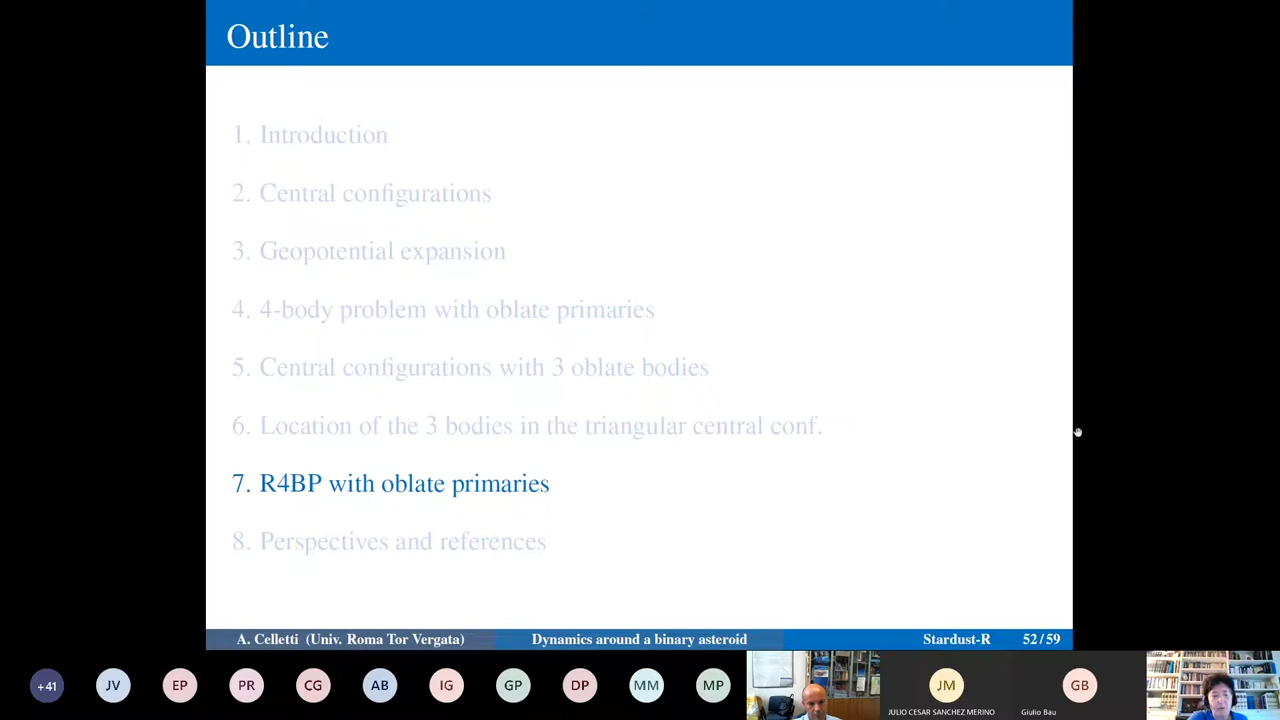 Outline
1. Introduction
2. Central configurations
3. Geopotential expansion
4. 4-body problem with oblate primaries
5. Central configurations with 3 oblate bodies
6. Location of the 3 bodies in the triangular central conf.
7. R4BP with oblate primaries
8. Perspectives and references
A. Celletti (Univ. Roma Tor Vergata) Dynamics around a binary asteroid Stardust-R 52 / 59
+41 JV EP PR CG AB IG GP DP MM MP JM GB
JULIO CESAR SANCHEZ MERINO Giulio Bau